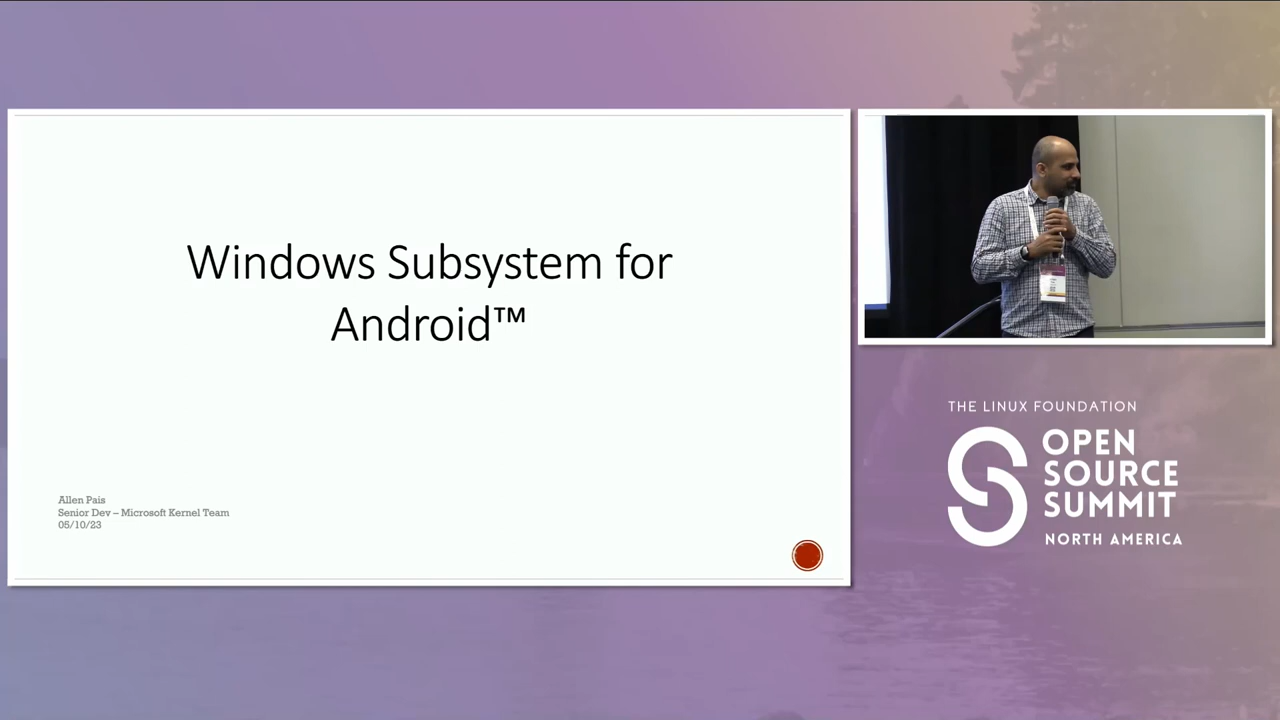 Windows Subsystem for
Android™
Allen Pais
Senior Dev – Microsoft Kernel Team
05/10/23
THE LINUX FOUNDATION
OPEN
SOURCE
SUMMIT
NORTH AMERICA